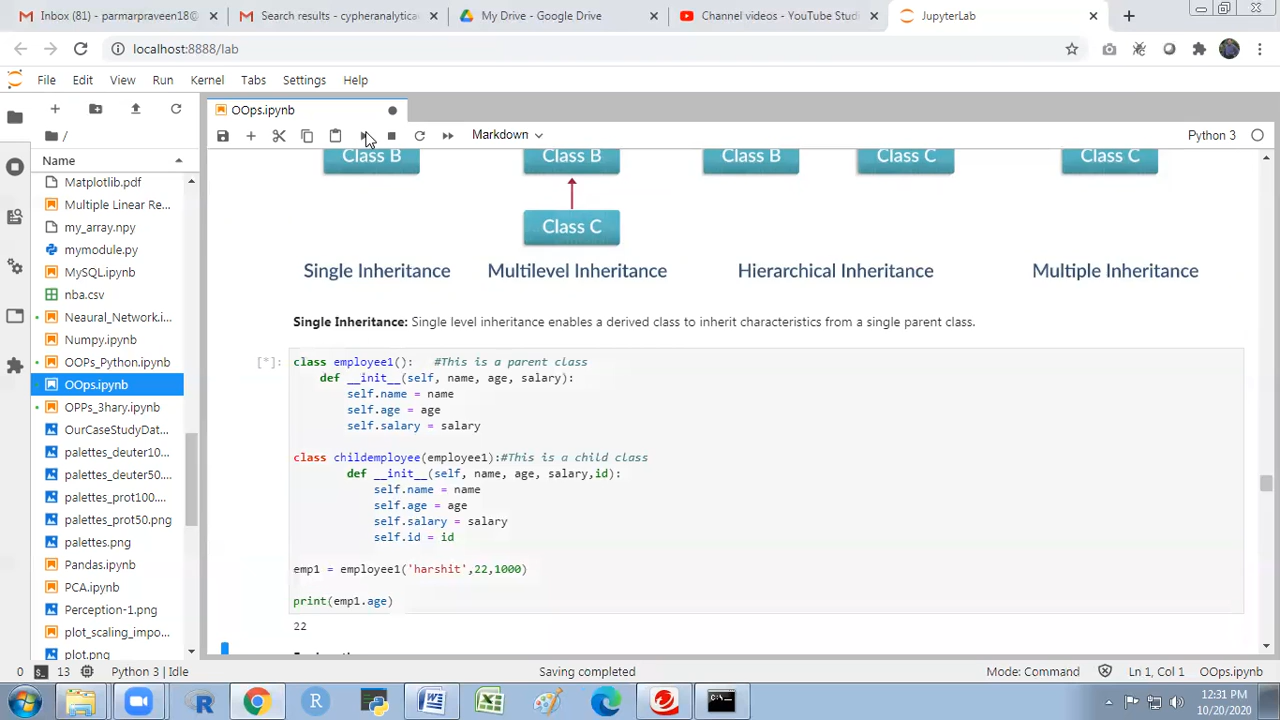 Inbox (81) - parmarpraveen18@
Search results - cypheranalytica
My Drive - Google Drive
Channel videos - YouTube Studi
JupyterLab
localhost:8888/lab
File Edit View Run Kernel Tabs Settings Help
OOps.ipynb
/
Markdown
Python 3
Name
Matplotlib.pdf
Multiple Linear Re...
my_array.npy
mymodule.py
MySQL.ipynb
nba.csv
Neaural_Network.i...
Numpy.ipynb
OOPs_Python.ipynb
OOps.ipynb
OPPs_3hary.ipynb
OurCaseStudyDat...
palettes_deuter10...
palettes_deuter50...
palettes_prot100....
palettes_prot50.png
palettes.png
Pandas.ipynb
PCA.ipynb
Perception-1.png
plot_scaling_impo...
plot.png
Class B Class B Class B Class C Class C
Class C
Single Inheritance Multilevel Inheritance Hierarchical Inheritance Multiple Inheritance
Single Inheritance: Single level inheritance enables a derived class to inherit characteristics from a single parent class.
[*]: class employee1(): #This is a parent class
def __init__(self, name, age, salary):
self.name = name
self.age = age
self.salary = salary
class childemployee(employee1):#This is a child class
def __init__(self, name, age, salary,id):
self.name = name
self.age = age
self.salary = salary
self.id = id
emp1 = employee1('harshit',22,1000)
print(emp1.age)
22
0 13 Python 3 | Idle Saving completed Mode: Command Ln 1, Col 1 OOps.ipynb
12:31 PM
10/20/2020